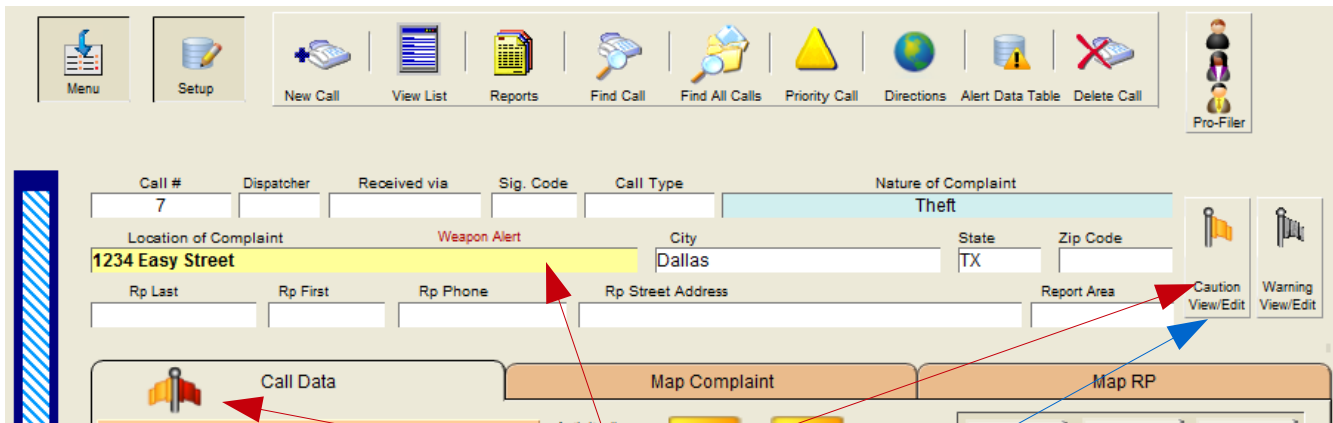 Menu Setup New Call View List Reports Find Call Find All Calls Priority Call Directions Alert Data Table Delete Call
Pro-Filer
Call # Dispatcher Received via Sig. Code Call Type Nature of Complaint
7 Theft
Location of Complaint Weapon Alert City State Zip Code
1234 Easy Street Dallas TX
Rp Last Rp First Rp Phone Rp Street Address Report Area
Caution Warning
View/Edit View/Edit
Call Data Map Complaint Map RP